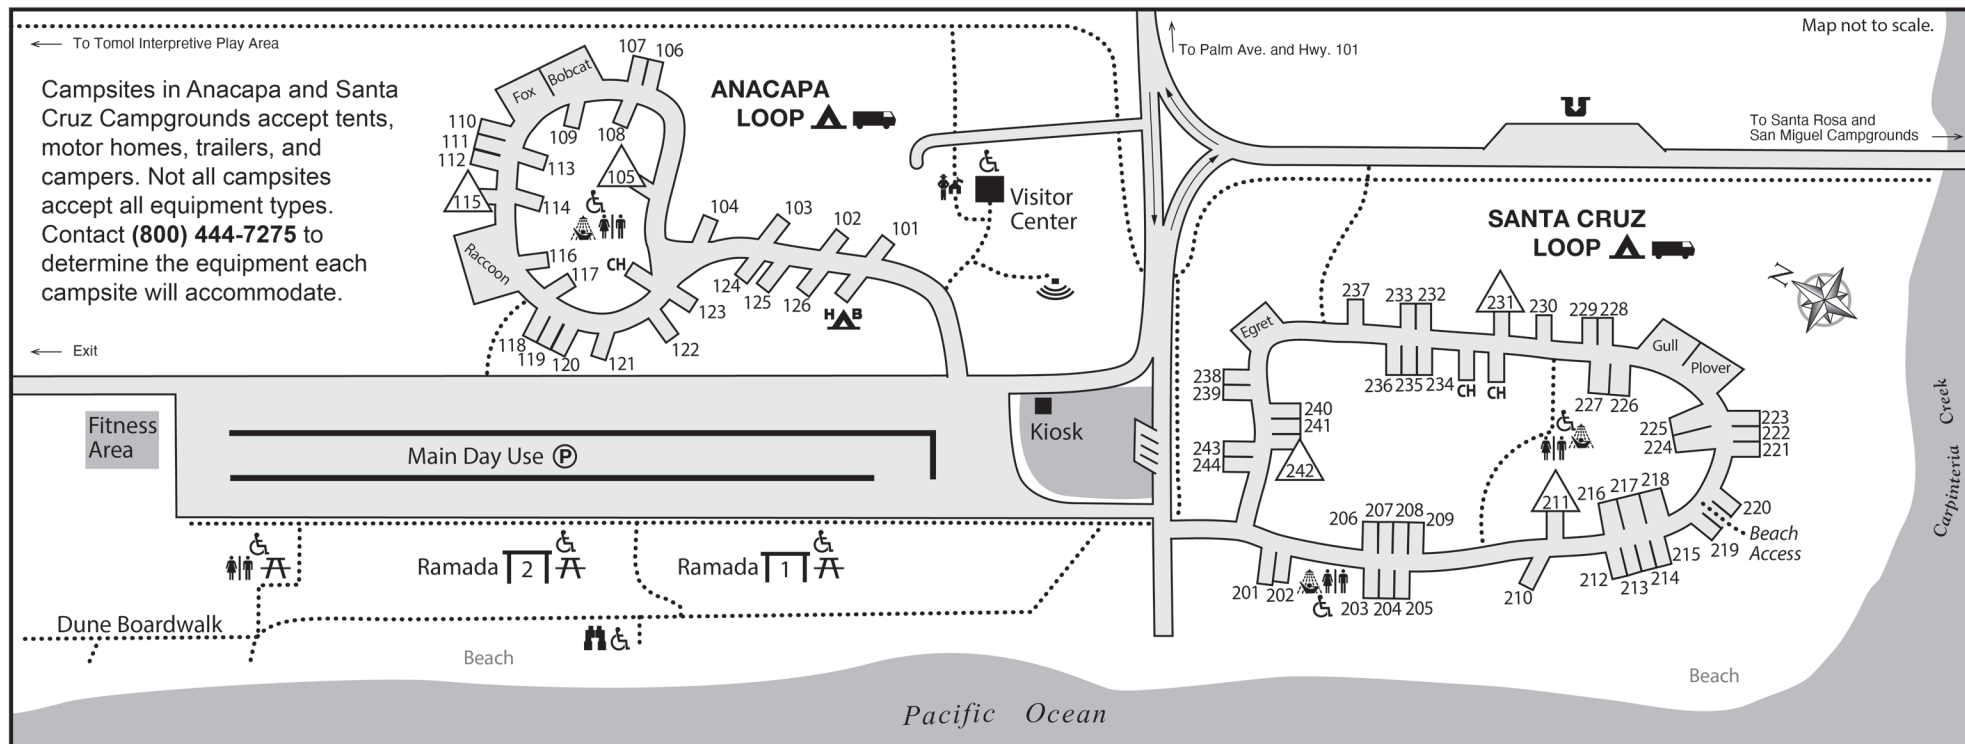 Map not to scale.
To Tomol Interpretive Play Area
To Palm Ave. and Hwy. 101
Campsites in Anacapa and Santa
Cruz Campgrounds accept tents,
motor homes, trailers, and
campers. Not all campsites
accept all equipment types.
Contact (800) 444-7275 to
determine the equipment each
campsite will accommodate.
Exit
ANACAPA
LOOP
107
106
Bobcat
Fox
110
111
112
109
108
113
105
115
114
104
103
102
101
116
117
CH
Raccoon
124
125
126
H B
123
122
118
119
120
121
Visitor
Center
To Santa Rosa and
San Miguel Campgrounds
SANTA CRUZ
LOOP
N
237
233
232
231
230
229
228
Egret
Gull
Plover
238
239
236
235
234
CH
CH
227
226
240
241
225
224
223
222
221
243
244
242
211
216
217
218
206
207
208
209
220
219
Beach
Access
215
214
213
212
210
201
202
203
204
205
Fitness
Area
Main Day Use P
Kiosk
Ramada 2
Ramada 1
Dune Boardwalk
Beach
Beach
Carpinteria Creek
Pacific Ocean